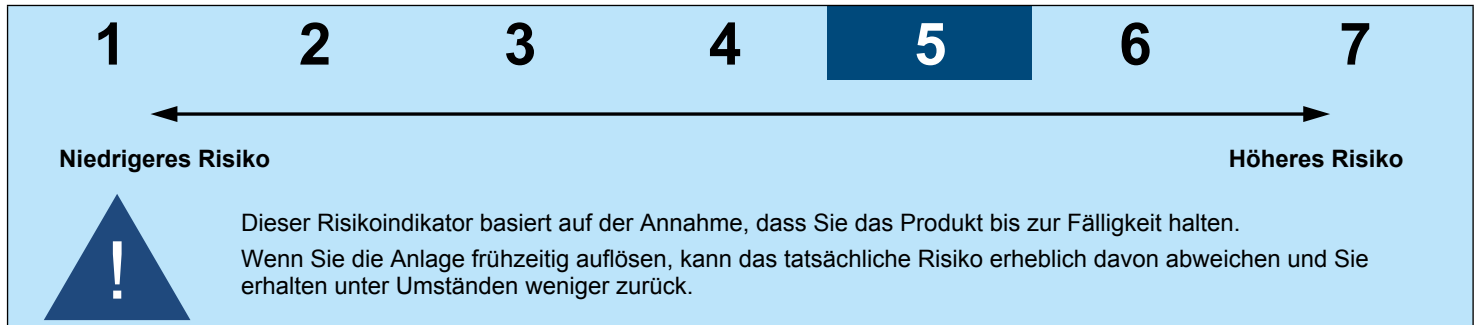 1 2 3 4 5 6 7
Niedrigeres Risiko Höheres Risiko
!
Dieser Risikoindikator basiert auf der Annahme, dass Sie das Produkt bis zur Fälligkeit halten.
Wenn Sie die Anlage frühzeitig auflösen, kann das tatsächliche Risiko erheblich davon abweichen und Sie
erhalten unter Umständen weniger zurück.